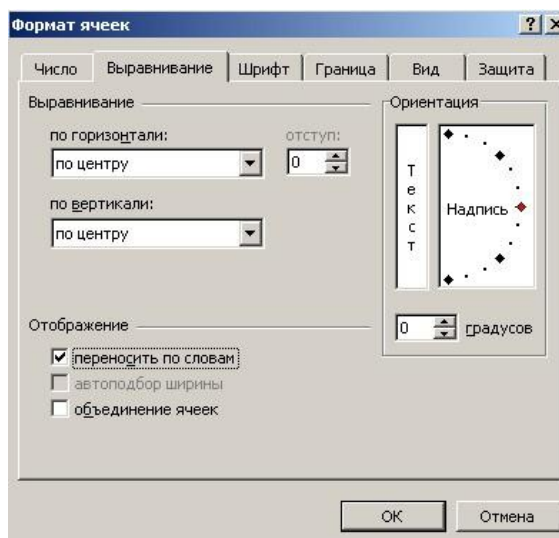 Формат ячеек
Число Выравнивание Шрифт Граница Вид Защита
Выравнивание
по горизонтали: отступ:
по центру 0
по вертикали:
по центру
Ориентация
Текст
Надпись
0 градусов
Отображение
переносить по словам
автоподбор ширины
объединение ячеек
ОК Отмена